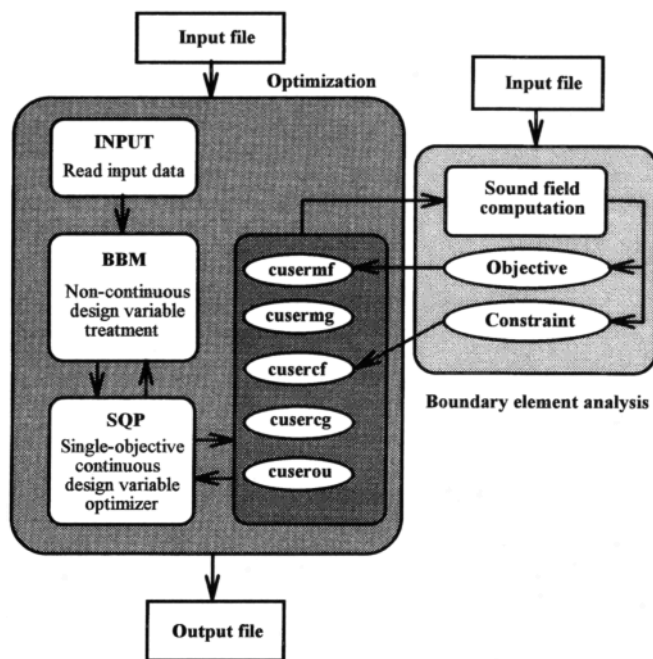 Input file
Optimization
INPUT
Read input data
BBM
Non-continuous
design variable
treatment
SQP
Single-objective
continuous
design variable
optimizer
cusermf
cusermg
cusercf
cusercg
cuserou
Output file
Input file
Sound field
computation
Objective
Constraint
Boundary element analysis